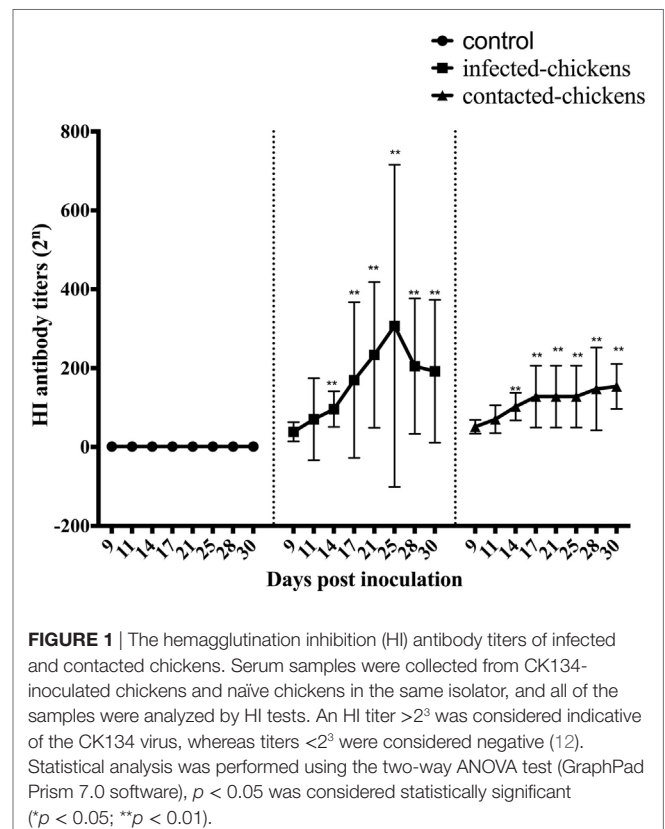 control
infected-chickens
contacted-chickens
800
600
400
200
0
-200
HI antibody titers (2ⁿ)
** ** ** ** ** **
** ** ** ** ** **
9 11 14 17 21 25 28 30 9 11 14 17 21 25 28 30 9 11 14 17 21 25 28 30
Days post inoculation
FIGURE 1 | The hemagglutination inhibition (HI) antibody titers of infected
and contacted chickens. Serum samples were collected from CK134-
inoculated chickens and naïve chickens in the same isolator, and all of the
samples were analyzed by HI tests. An HI titer >2³ was considered indicative
of the CK134 virus, whereas titers <2³ were considered negative (12).
Statistical analysis was performed using the two-way ANOVA test (GraphPad
Prism 7.0 software), p < 0.05 was considered statistically significant
(*p < 0.05; **p < 0.01).